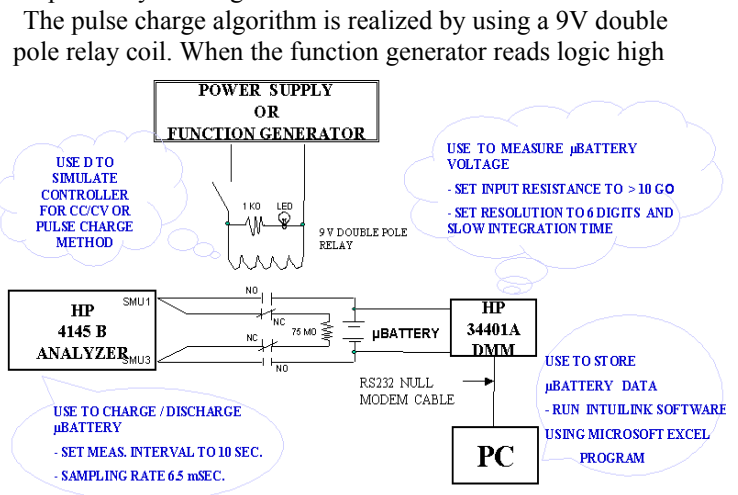 The pulse charge algorithm is realized by using a 9V double
pole relay coil. When the function generator reads logic high
POWER SUPPLY
OR
FUNCTION GENERATOR
USE D TO
SIMULATE
CONTROLLER
FOR CC/CV OR
PULSE CHARGE
METHOD
USE TO MEASURE µBATTERY
VOLTAGE
- SET INPUT RESISTANCE TO > 10 GO
- SET RESOLUTION TO 6 DIGITS AND
SLOW INTEGRATION TIME
1 KO
LED
9 V DOUBLE POLE
RELAY
HP
4145 B
ANALYZER
SMU1
SMU3
NO
NC
75 MO
NC
NO
µBATTERY
HP
34401A
DMM
RS232 NULL
MODEM CABLE
PC
USE TO STORE
µBATTERY DATA
- RUN INTUILINK SOFTWARE
USING MICROSOFT EXCEL
PROGRAM
USE TO CHARGE / DISCHARGE
µBATTERY
- SET MEAS. INTERVAL TO 10 SEC.
- SAMPLING RATE 6.5 mSEC.